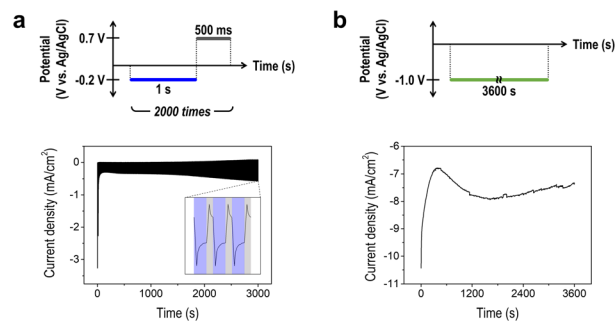 a
Potential
(V vs. Ag/AgCl)
0.7 V
-0.2 V
500 ms
Time (s)
1 s
2000 times
Current density (mA/cm²)
0
-1
-2
-3
0 1000 2000 3000
Time (s)
b
Potential
(V vs. Ag/AgCl)
-1.0 V
Time (s)
3600 s
Current density (mA/cm²)
-6
-7
-8
-9
-10
-11
0 1200 2400 3600
Time (s)